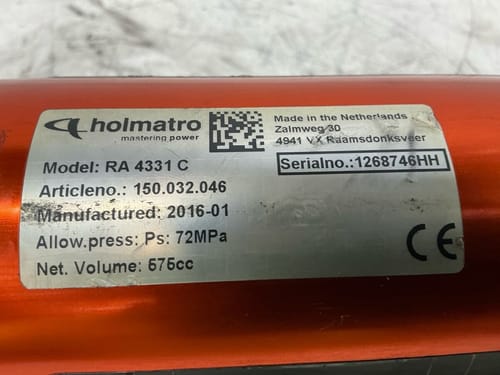 holmatro
mastering power
Made in the Netherlands
Zalmweg 30
4941 VX Raamsdonksveer
Model: RA 4331 C
Serialno.:1268746HH
Articleno.: 150.032.046
Manufactured: 2016-01
Allow.press: Ps: 72MPa
Net. Volume: 575cc
CE